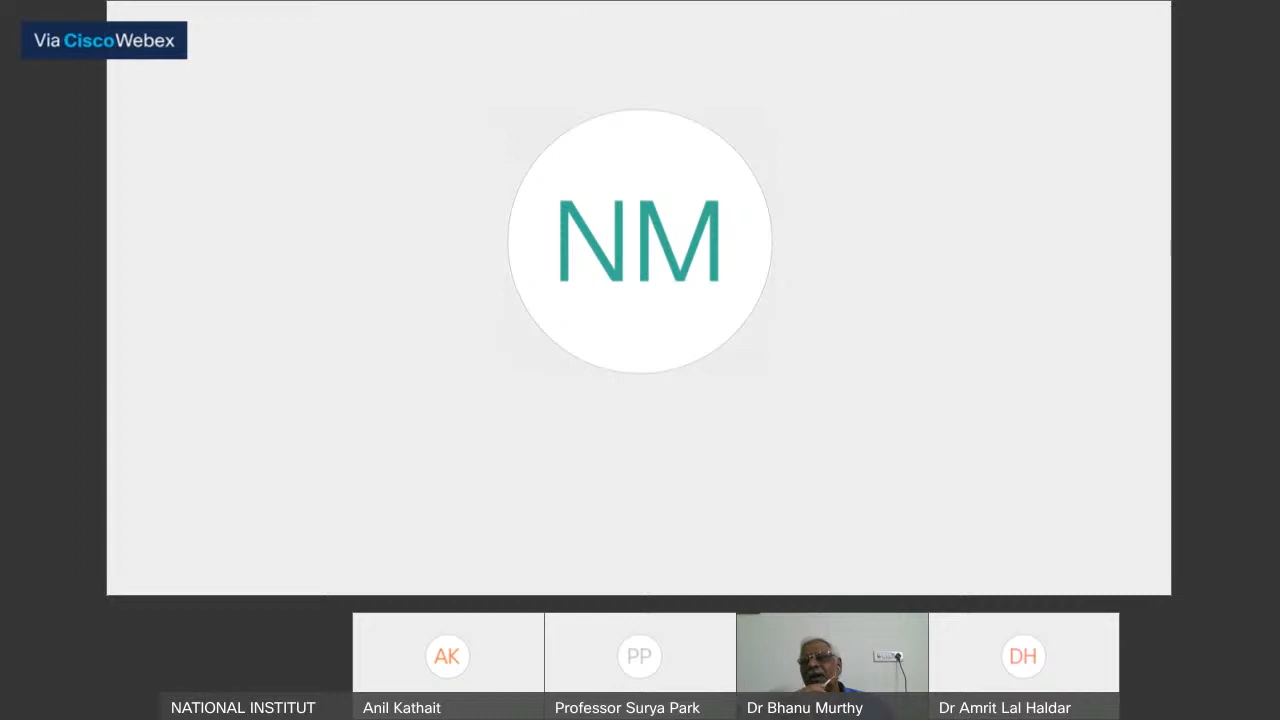 Via CiscoWebex
NM
AK
PP
DH
NATIONAL INSTITUT
Anil Kathait
Professor Surya Park
Dr Bhanu Murthy
Dr Amrit Lal Haldar